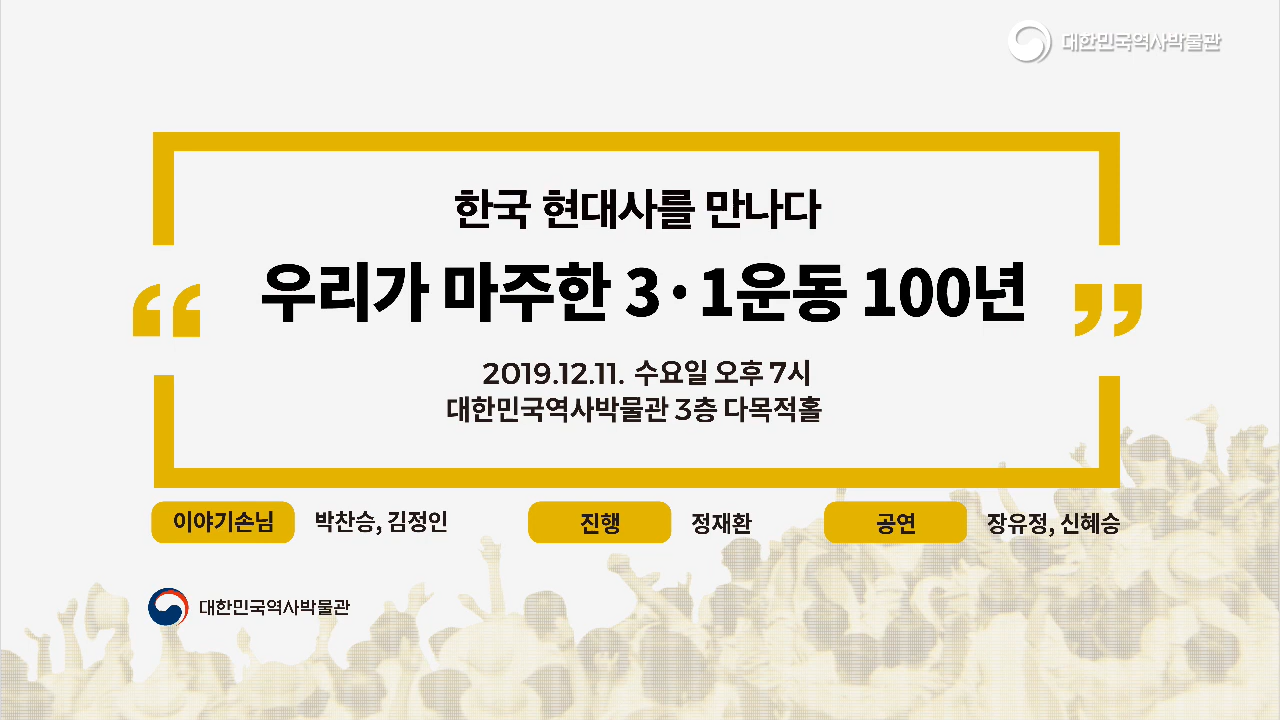 대한민국역사박물관
한국 현대사를 만나다
“우리가 마주한 3·1운동 100년”
2019.12.11. 수요일 오후 7시
대한민국역사박물관 3층 다목적홀
이야기손님 박찬승, 김정인 진행 정재환 공연 장유정, 신혜승
대한민국역사박물관